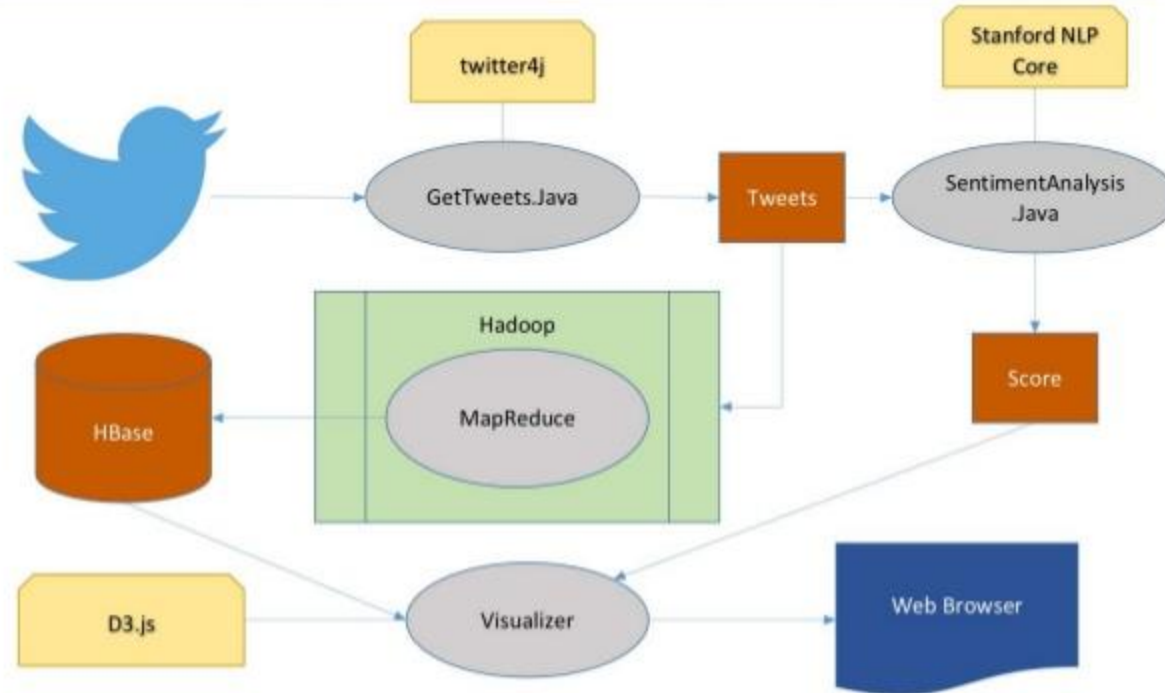 twitter4j
Stanford NLP
Core
GetTweets.Java
Tweets
SentimentAnalysis
.Java
Hadoop
MapReduce
HBase
Score
D3.js
Visualizer
Web Browser